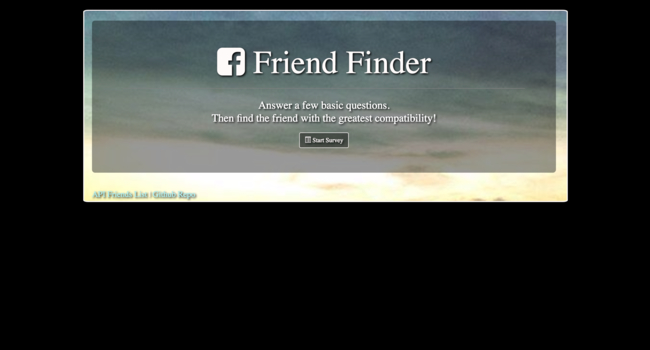 Friend Finder
Answer a few basic questions.
Then find the friend with the greatest compatibility!
Start Survey
API Friends List | Github Repo